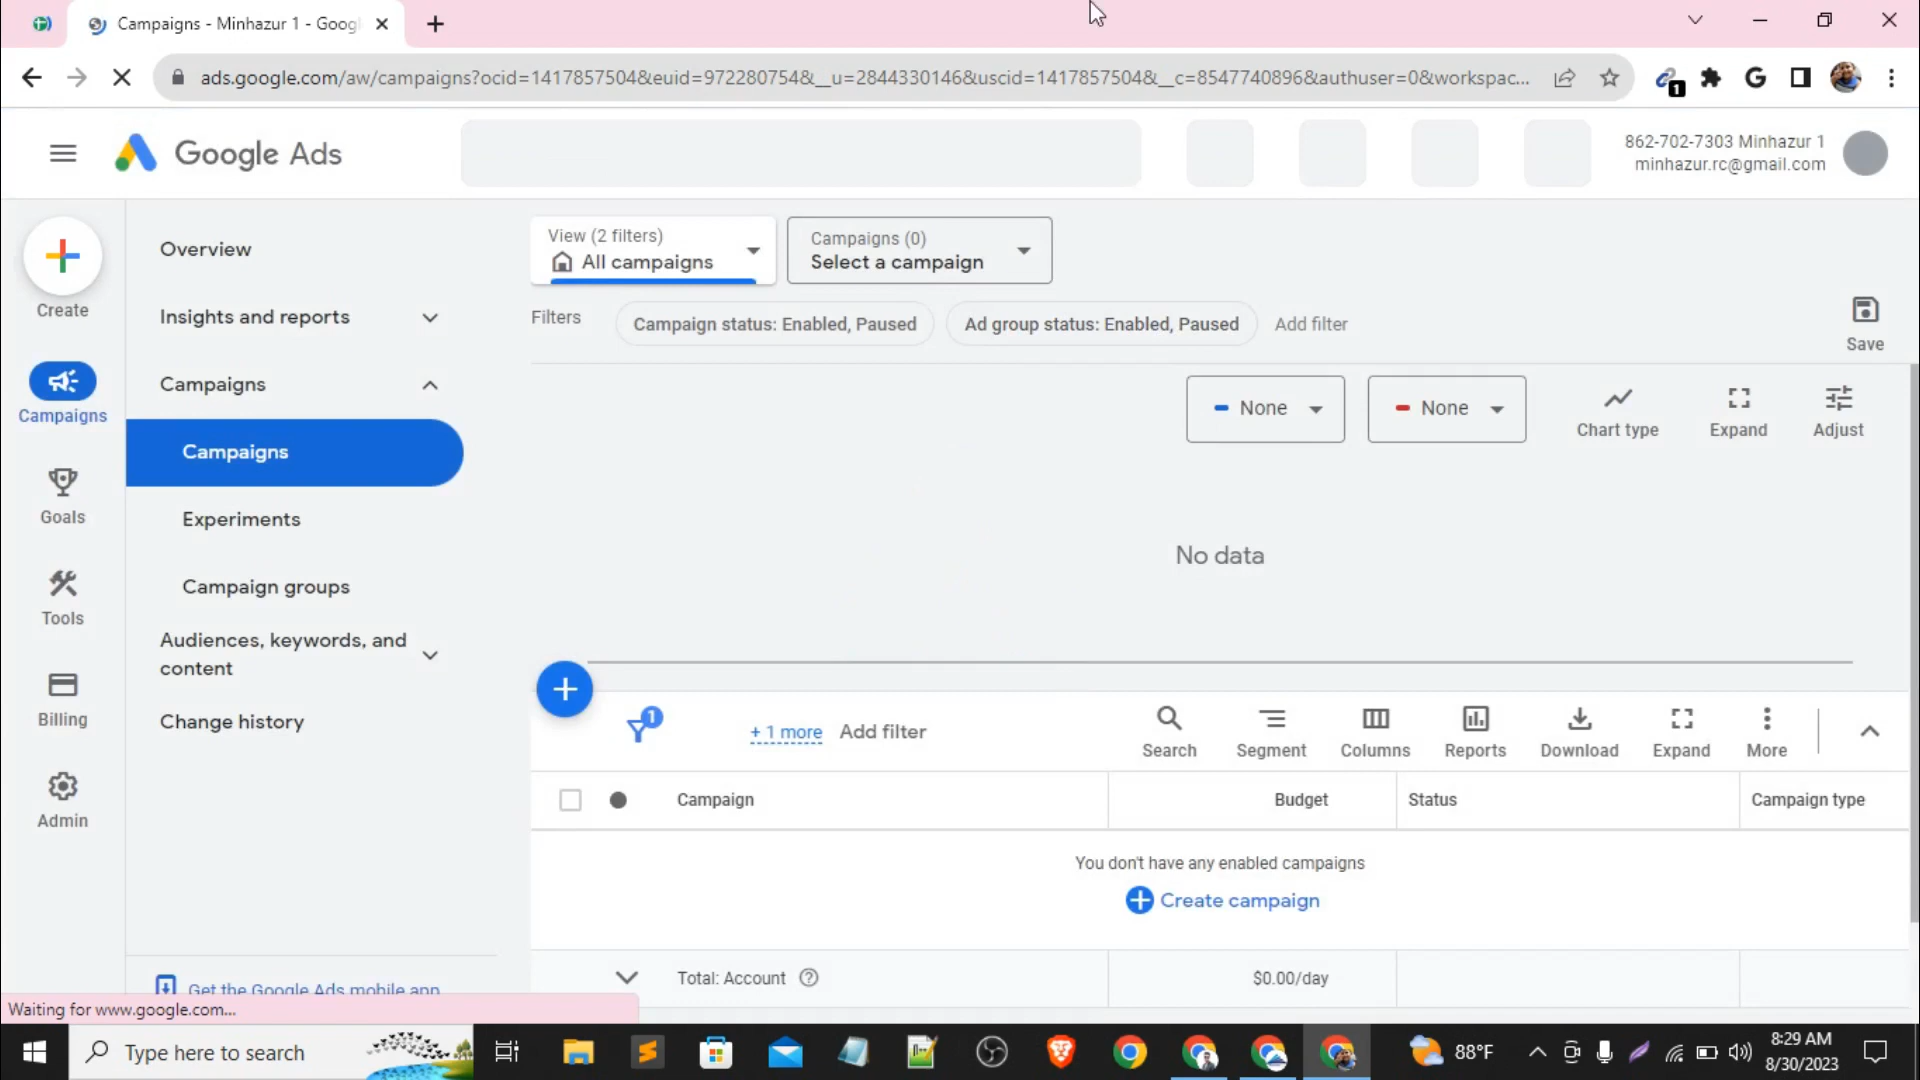 Campaigns - Minhazur 1 - Goog
ads.google.com/aw/campaigns?ocid=1417857504&euid=972280754&__u=2844330146&uscid=1417857504&__c=8547740896&authuser=0&workspac...
1
Google Ads
862-702-7303 Minhazur 1
minhazur.rc@gmail.com
Create
Campaigns
Goals
Tools
Billing
Admin
Overview
Insights and reports
Campaigns
Campaigns
Experiments
Campaign groups
Audiences, keywords, and
content
Change history
Get the Google Ads mobile app
View (2 filters)
All campaigns
Campaigns (0)
Select a campaign
Filters
Campaign status: Enabled, Paused
Ad group status: Enabled, Paused
Add filter
Save
None
None
Chart type
Expand
Adjust
No data
1
+ 1 more
Add filter
Search
Segment
Columns
Reports
Download
Expand
More
Campaign
Budget
Status
Campaign type
You don't have any enabled campaigns
Create campaign
Total: Account
$0.00/day
Waiting for www.google.com...
Type here to search
88°F
8:29 AM
8/30/2023